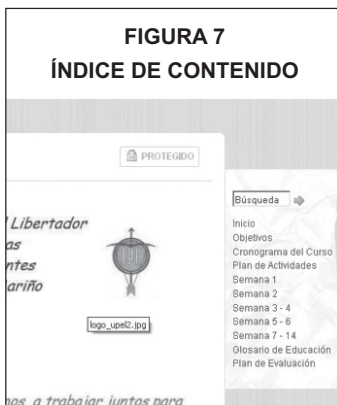 FIGURA 7
ÍNDICE DE CONTENIDO
PROTEGIDO
Libertador
as
ntes
ariño
logo_upel2.jpg
nos a trabajar juntos para
Búsqueda
Inicio
Objetivos
Cronograma del Curso
Plan de Actividades
Semana 1
Semana 2
Semana 3 - 4
Semana 5 - 6
Semana 7 - 14
Glosario de Educación
Plan de Evaluación